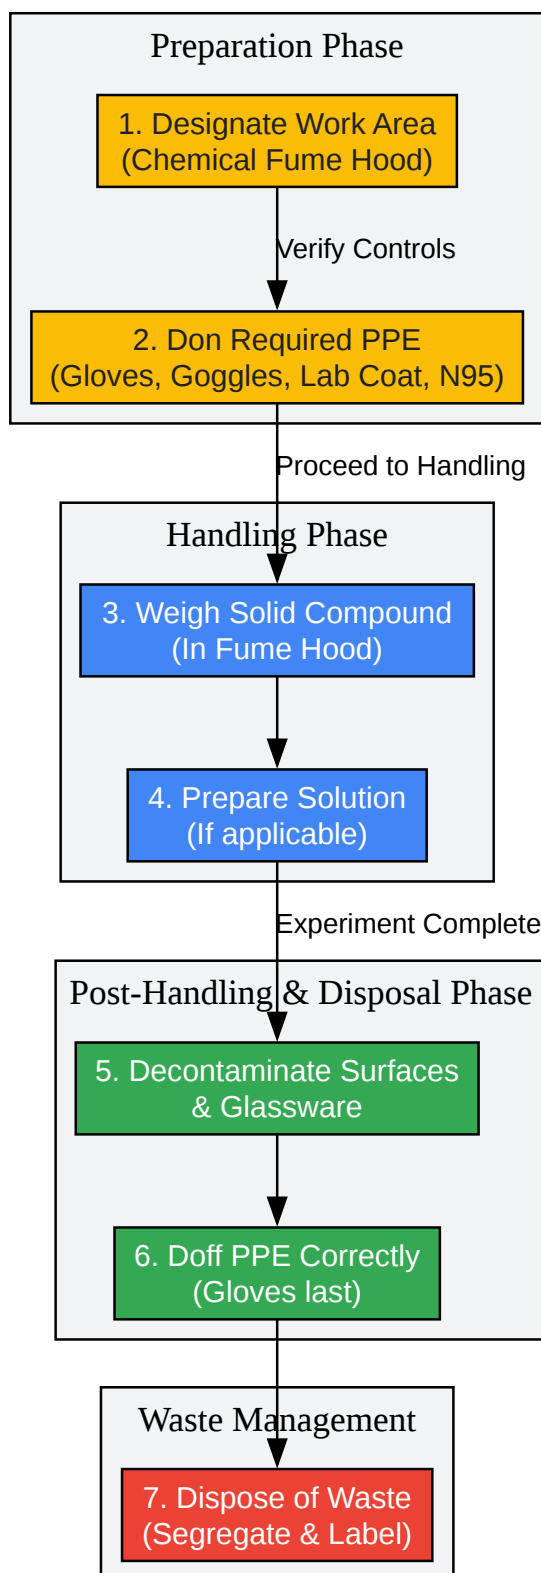 Preparation Phase
1. Designate Work Area
(Chemical Fume Hood)
Verify Controls
2. Don Required PPE
(Gloves, Goggles, Lab Coat, N95)
Proceed to Handling
Handling Phase
3. Weigh Solid Compound
(In Fume Hood)
4. Prepare Solution
(If applicable)
Experiment Complete
Post-Handling & Disposal Phase
5. Decontaminate Surfaces
& Glassware
6. Doff PPE Correctly
(Gloves last)
Waste Management
7. Dispose of Waste
(Segregate & Label)